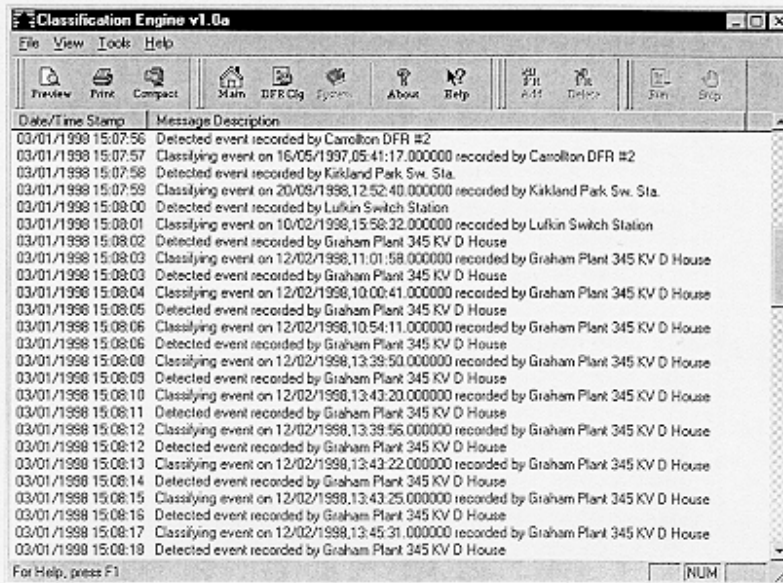 Classification Engine v1.0a
File View Tools Help
Preview Print Compact Main DFR Cfg System About Help Add Delete Run Stop
Date/Time Stamp Message Description
03/01/1998 15:07:56 Detected event recorded by Carrollton DFR #2
03/01/1998 15:07:57 Classifying event on 16/05/1997,05:41:17.000000 recorded by Carrollton DFR #2
03/01/1998 15:07:58 Detected event recorded by Kirkland Park Sw. Sta.
03/01/1998 15:07:59 Classifying event on 20/09/1998,12:52:40.000000 recorded by Kirkland Park Sw. Sta.
03/01/1998 15:08:00 Detected event recorded by Lufkin Switch Station
03/01/1998 15:08:01 Classifying event on 10/02/1998,15:58:32.000000 recorded by Lufkin Switch Station
03/01/1998 15:08:02 Detected event recorded by Graham Plant 345 KV D House
03/01/1998 15:08:03 Classifying event on 12/02/1998,11:01:58.000000 recorded by Graham Plant 345 KV D House
03/01/1998 15:08:03 Detected event recorded by Graham Plant 345 KV D House
03/01/1998 15:08:04 Classifying event on 12/02/1998,10:00:41.000000 recorded by Graham Plant 345 KV D House
03/01/1998 15:08:05 Detected event recorded by Graham Plant 345 KV D House
03/01/1998 15:08:06 Classifying event on 12/02/1998,10:54:11.000000 recorded by Graham Plant 345 KV D House
03/01/1998 15:08:06 Detected event recorded by Graham Plant 345 KV D House
03/01/1998 15:08:08 Classifying event on 12/02/1998,13:39:50.000000 recorded by Graham Plant 345 KV D House
03/01/1998 15:08:09 Detected event recorded by Graham Plant 345 KV D House
03/01/1998 15:08:10 Classifying event on 12/02/1998,13:43:20.000000 recorded by Graham Plant 345 KV D House
03/01/1998 15:08:11 Detected event recorded by Graham Plant 345 KV D House
03/01/1998 15:08:12 Classifying event on 12/02/1998,13:39:56.000000 recorded by Graham Plant 345 KV D House
03/01/1998 15:08:12 Detected event recorded by Graham Plant 345 KV D House
03/01/1998 15:08:13 Classifying event on 12/02/1998,13:43:22.000000 recorded by Graham Plant 345 KV D House
03/01/1998 15:08:14 Detected event recorded by Graham Plant 345 KV D House
03/01/1998 15:08:15 Classifying event on 12/02/1998,13:43:25.000000 recorded by Graham Plant 345 KV D House
03/01/1998 15:08:16 Detected event recorded by Graham Plant 345 KV D House
03/01/1998 15:08:17 Classifying event on 12/02/1998,13:45:31.000000 recorded by Graham Plant 345 KV D House
03/01/1998 15:08:18 Detected event recorded by Graham Plant 345 KV D House
For Help, press F1 NUM